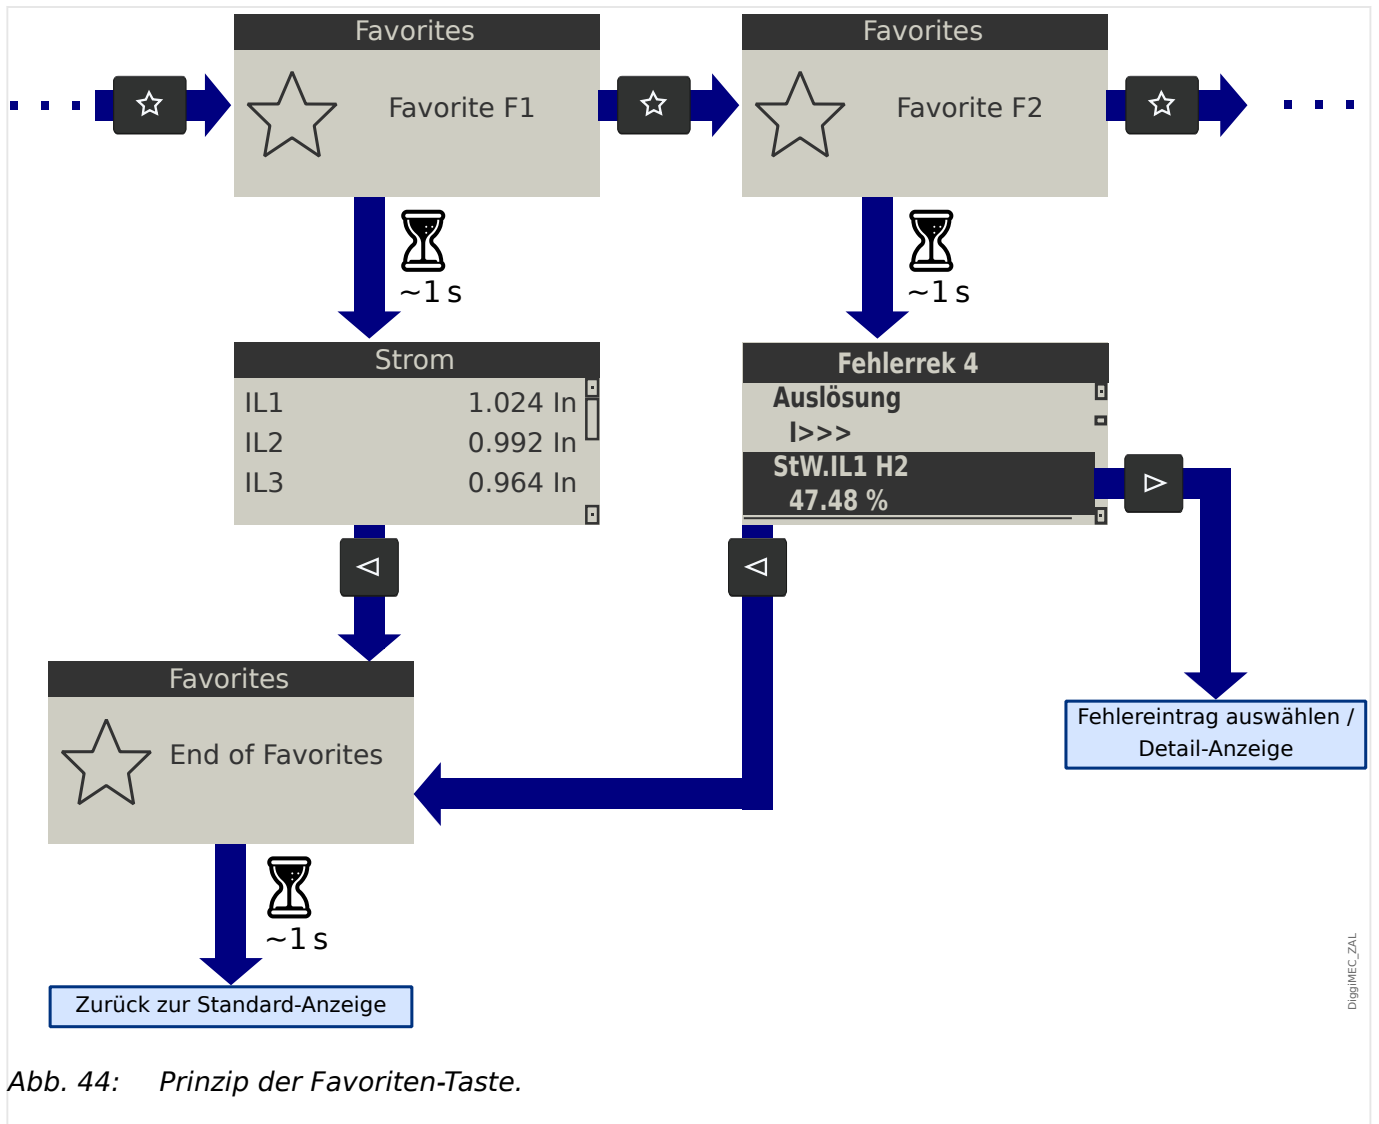 Favorites
Favorites
Favorite F1
Favorite F2
~1 s
~1 s
Strom
IL1 1.024 In
IL2 0.992 In
IL3 0.964 In
Fehlerrek 4
Auslösung
I>>>
StW.IL1 H2
47.48 %
Favorites
End of Favorites
Fehlereintrag auswählen /
Detail-Anzeige
~1 s
Zurück zur Standard-Anzeige
DiggiMEC_ZAL
Abb. 44: Prinzip der Favoriten-Taste.